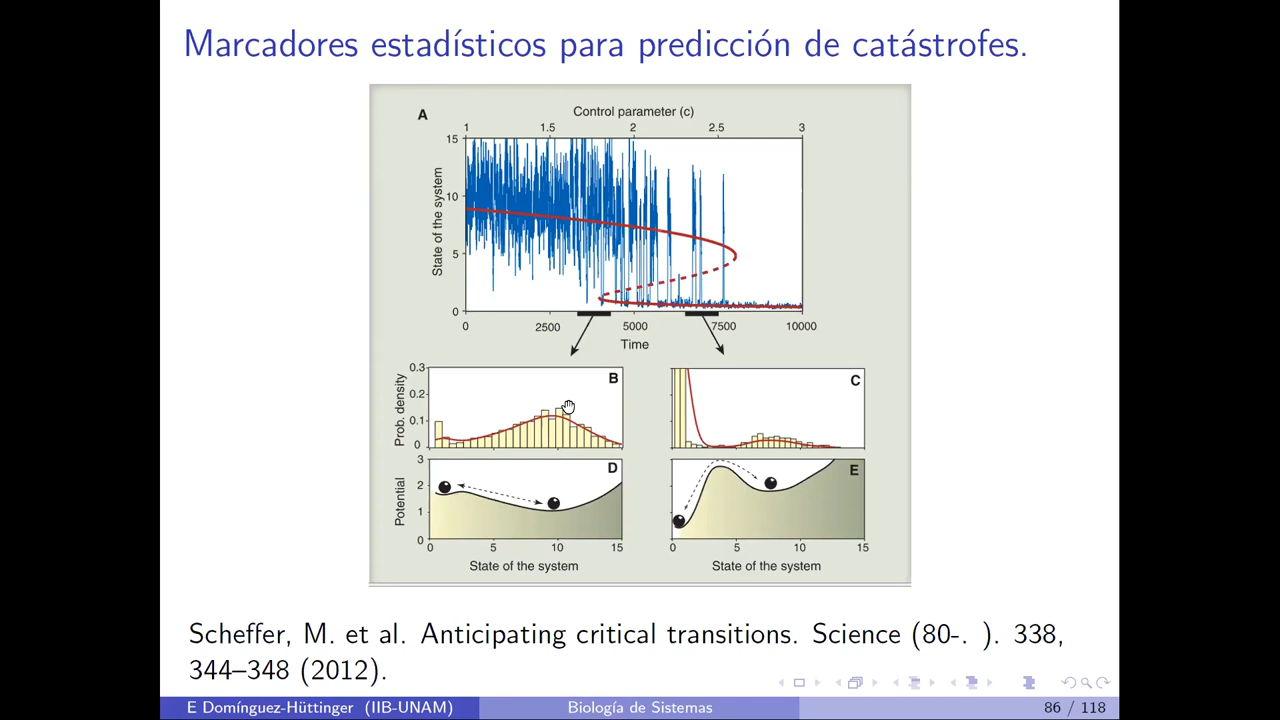 Marcadores estadísticos para predicción de catástrofes.
A
Control parameter (c)
1 1.5 2 2.5 3
State of the system
15
10
5
0
0 2500 5000 7500 10000
Time
B
Prob. density
0.3
0.2
0.1
0
C
D
Potential
3
2
1
0
0 5 10 15
State of the system
E
0 5 10 15
State of the system
Scheffer, M. et al. Anticipating critical transitions. Science (80-. ). 338,
344–348 (2012).
E Domínguez-Hüttinger (IIB-UNAM) Biología de Sistemas 86 / 118